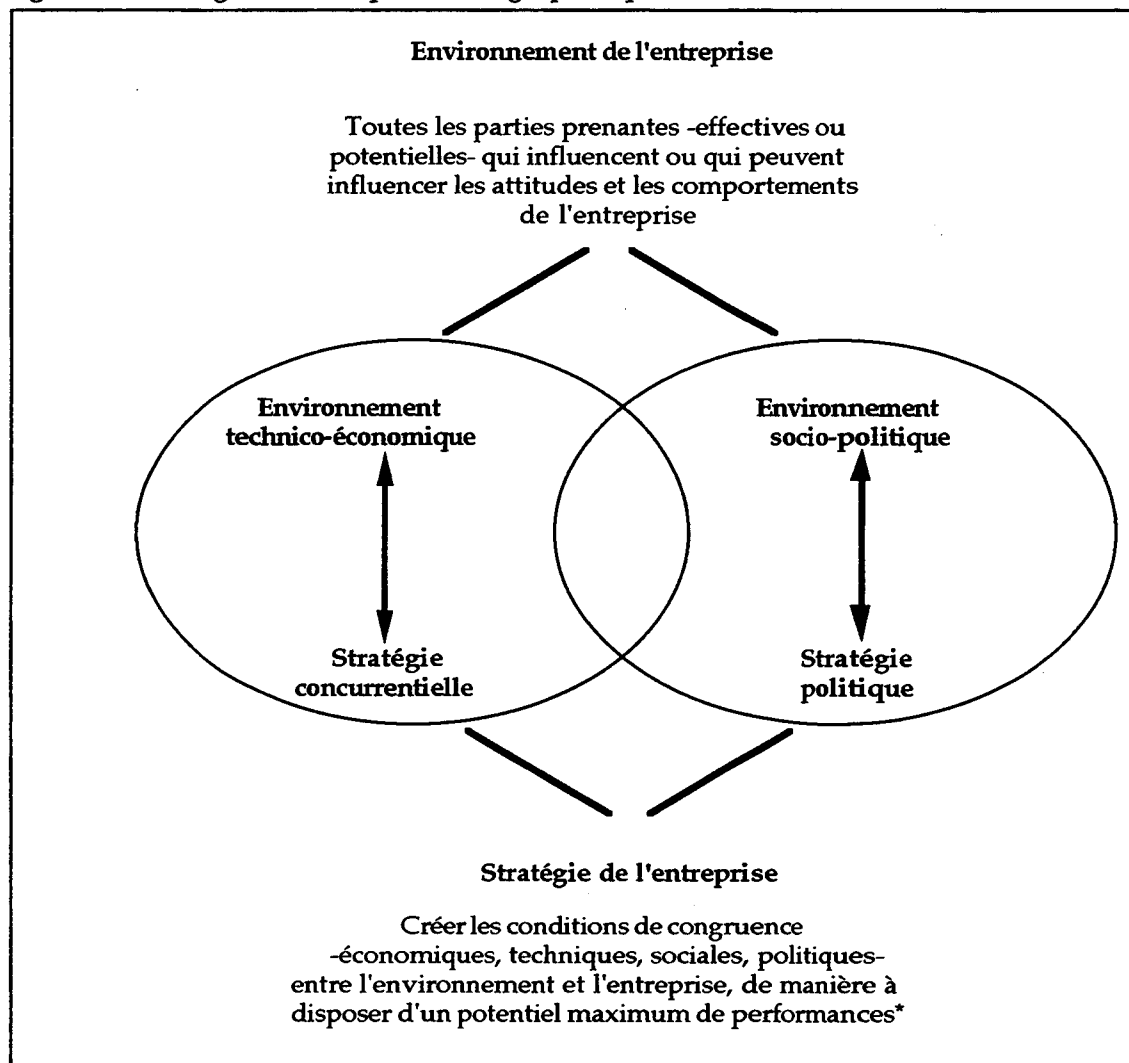 Environnement de l'entreprise
Toutes les parties prenantes -effectives ou
potentielles- qui influencent ou qui peuvent
influencer les attitudes et les comportements
de l'entreprise
Environnement
technico-économique
Environnement
socio-politique
Stratégie
concurrentielle
Stratégie
politique
Stratégie de l'entreprise
Créer les conditions de congruence
-économiques, techniques, sociales, politiques-
entre l'environnement et l'entreprise, de manière à
disposer d'un potentiel maximum de performances*